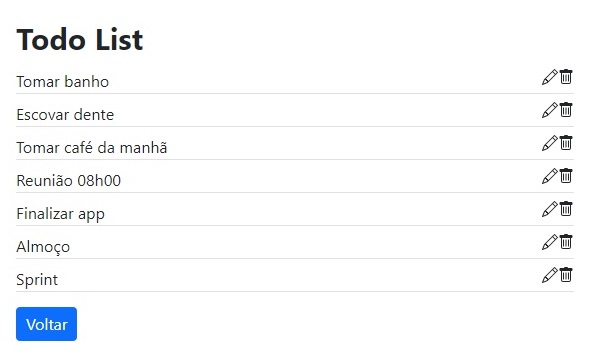 Todo List
Tomar banho
Escovar dente
Tomar café da manhã
Reunião 08h00
Finalizar app
Almoço
Sprint
Voltar